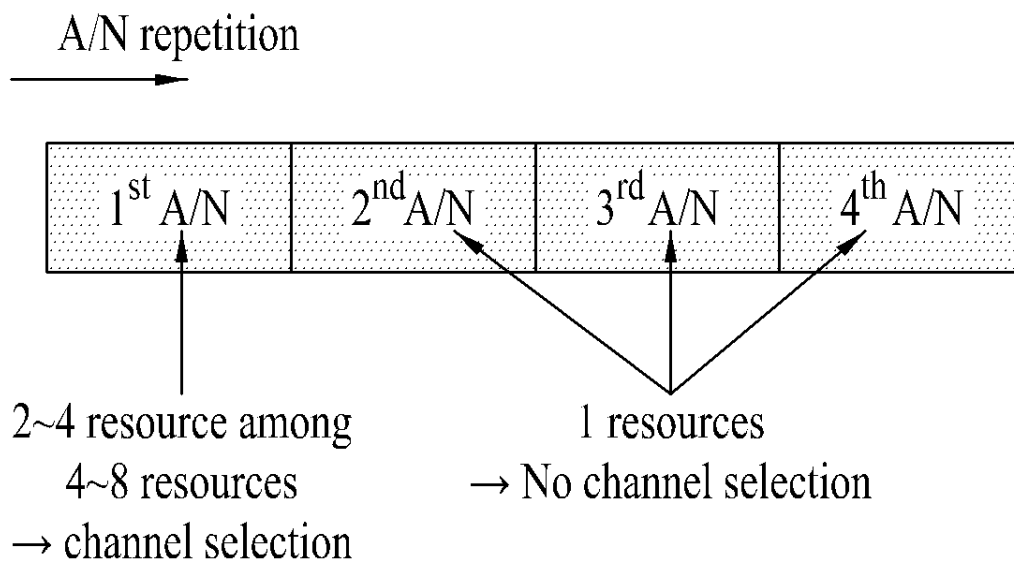 A/N repetition
1st A/N 2nd A/N 3rd A/N 4th A/N
2~4 resource among
4~8 resources
→ channel selection
1 resources
→ No channel selection